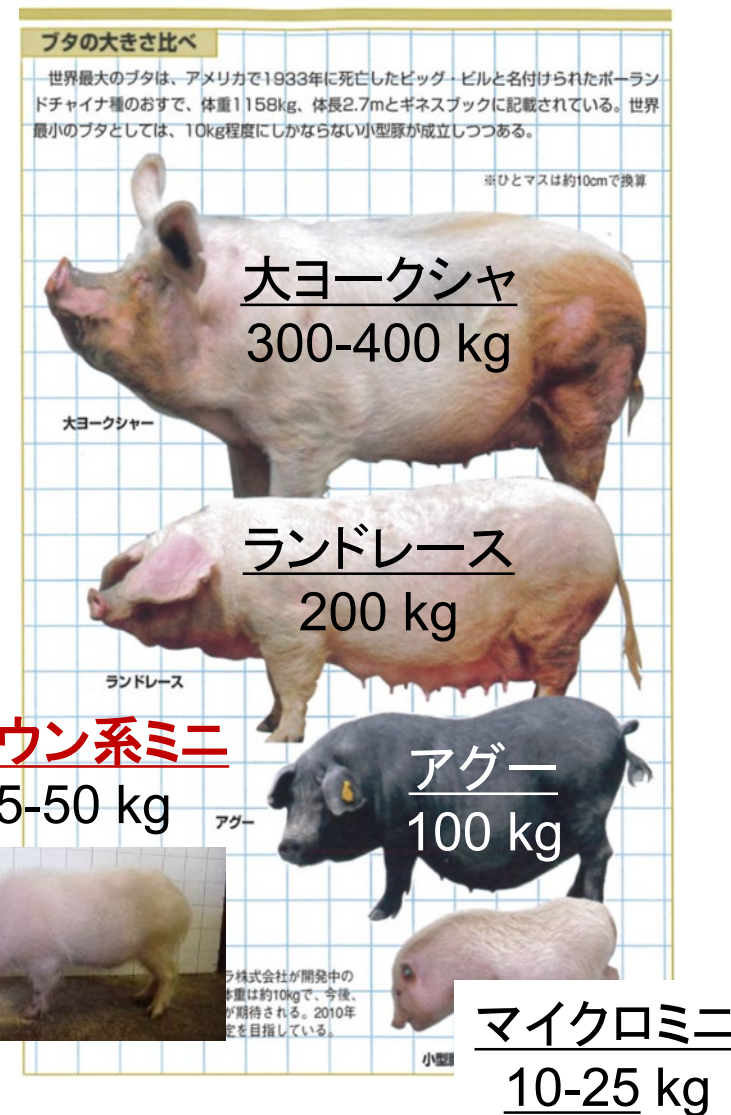 ブタの大きさ比べ
世界最大のブタは、アメリカで1933年に死亡したビッグ・ビルと名付けられたポーラン
ドチャイナ種のおすで、体重1158kg、体長2.7mとギネスブックに記載されている。世界
最小のブタとしては、10kg程度にしかならない小型豚が成立しつつある。
※ひとマスは約10cmで換算
大ヨークシャ
300-400 kg
大ヨークシャー
ランドレース
200 kg
ランドレース
ウン系ミニ
5-50 kg
アグー
100 kg
アグー
ラ株式会社が開発中の
体重は約10kgで、今後、
が期待される。2010年
定を目指している。
小型
マイクロミニ
10-25 kg